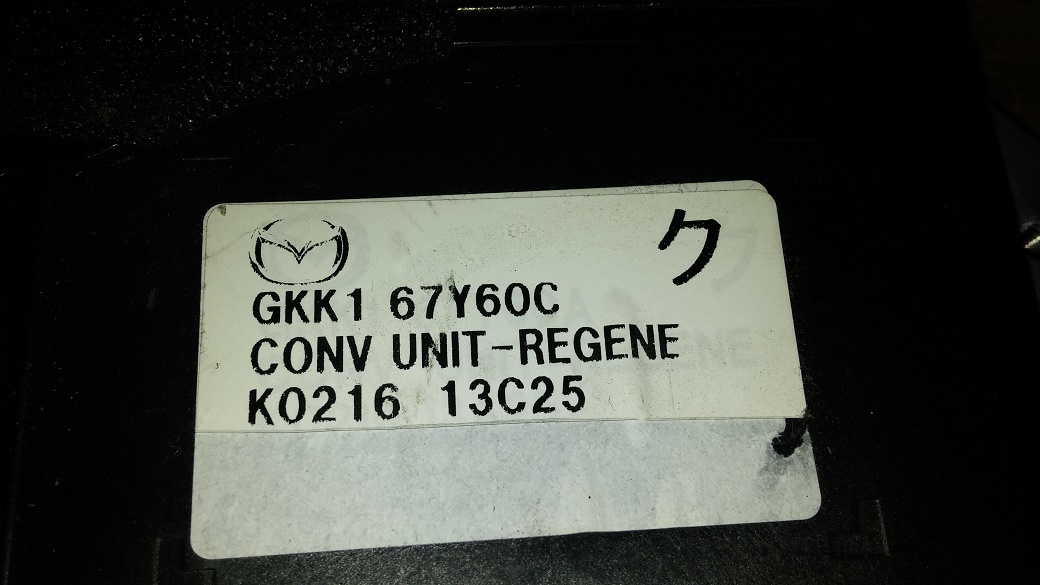 ク
GKK1 67Y60C
CONV UNIT-REGENE
K0216 13C25